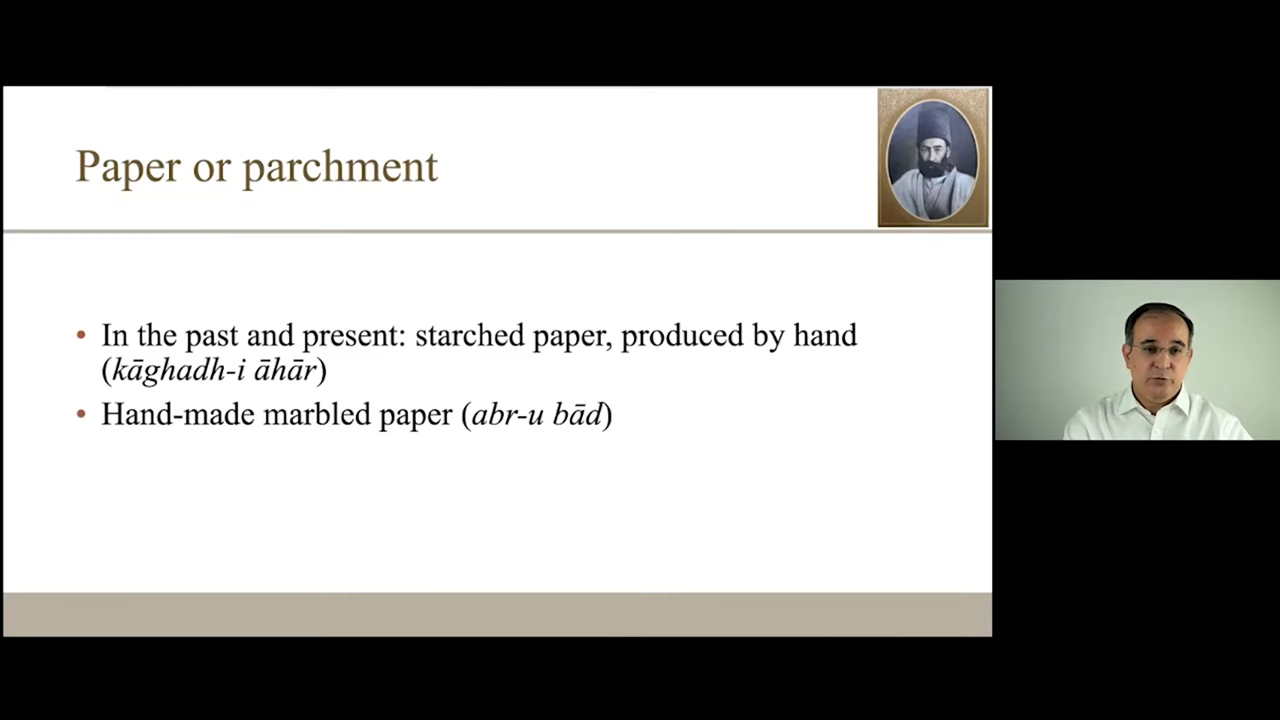 Paper or parchment
• In the past and present: starched paper, produced by hand
(kāghadh-i āhār)
• Hand-made marbled paper (abr-u bād)